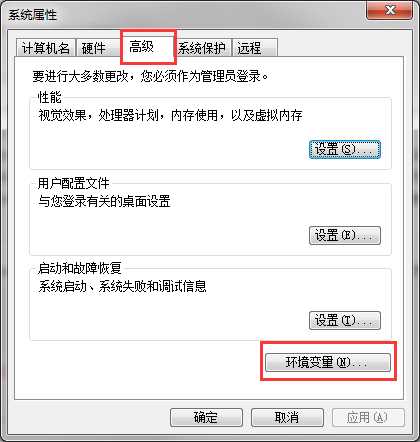 系统属性
计算机名 硬件 高级 系统保护 远程
要进行大多数更改，您必须作为管理员登录。
性能
视觉效果，处理器计划，内存使用，以及虚拟内存
设置(S)...
用户配置文件
与您登录有关的桌面设置
设置(E)...
启动和故障恢复
系统启动、系统失败和调试信息
设置(T)...
环境变量(N)...
确定 取消 应用(A)